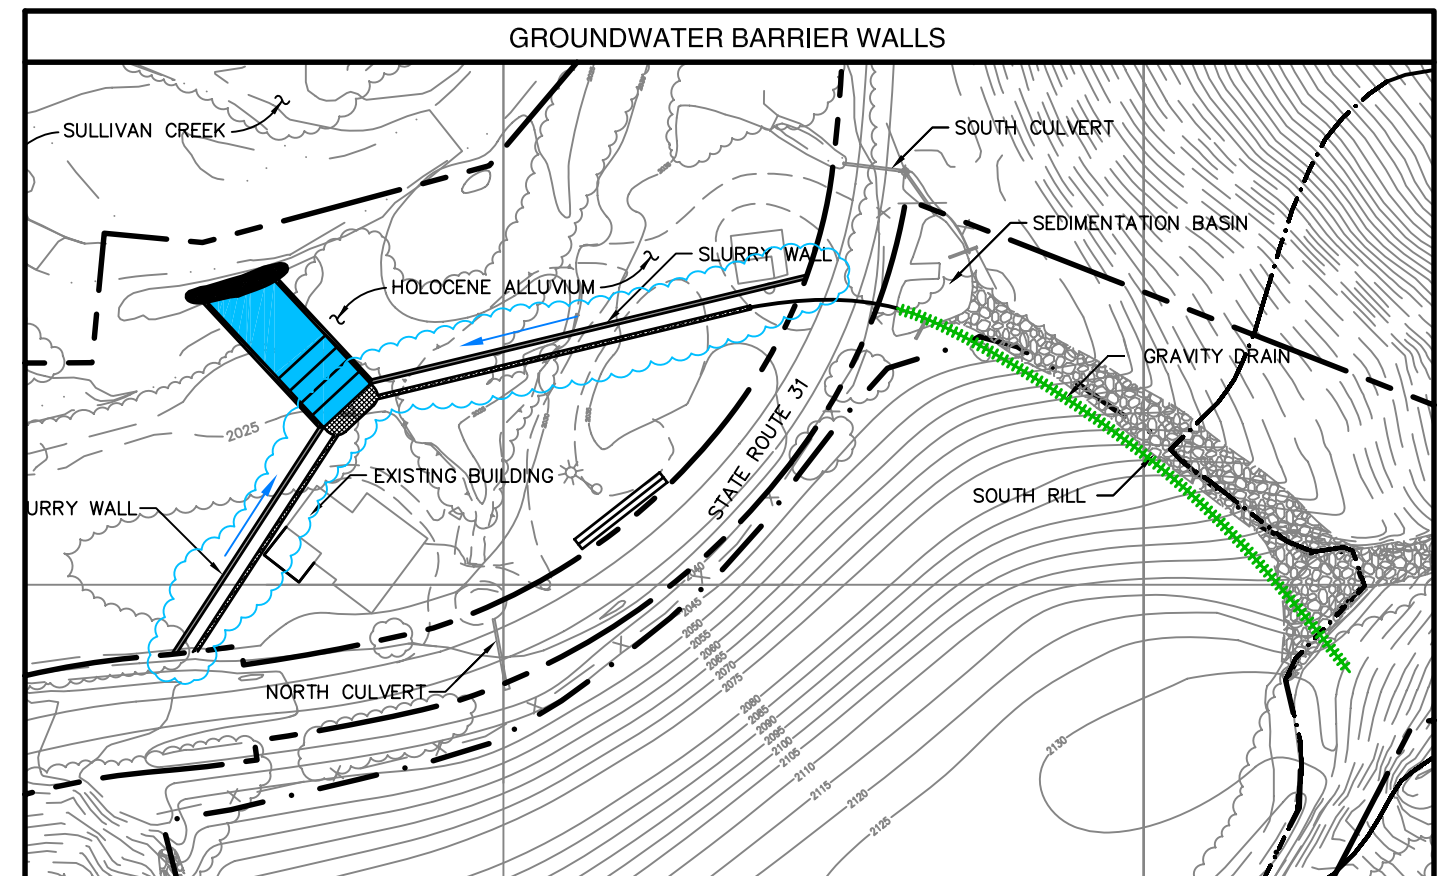 GROUNDWATER BARRIER WALLS
SULLIVAN CREEK
SOUTH CULVERT
SEDIMENTATION BASIN
SLURRY WALL
HOLOCENE ALLUVIUM
GRAVITY DRAIN
STATE ROUTE 31
2025
EXISTING BUILDING
SOUTH RILL
URRY WALL
2040
2045
2050
2055
2060
2065
2070
2075
NORTH CULVERT
2080
2085
2090
2095
2100
2105
2110
2115
2120
2125
2130